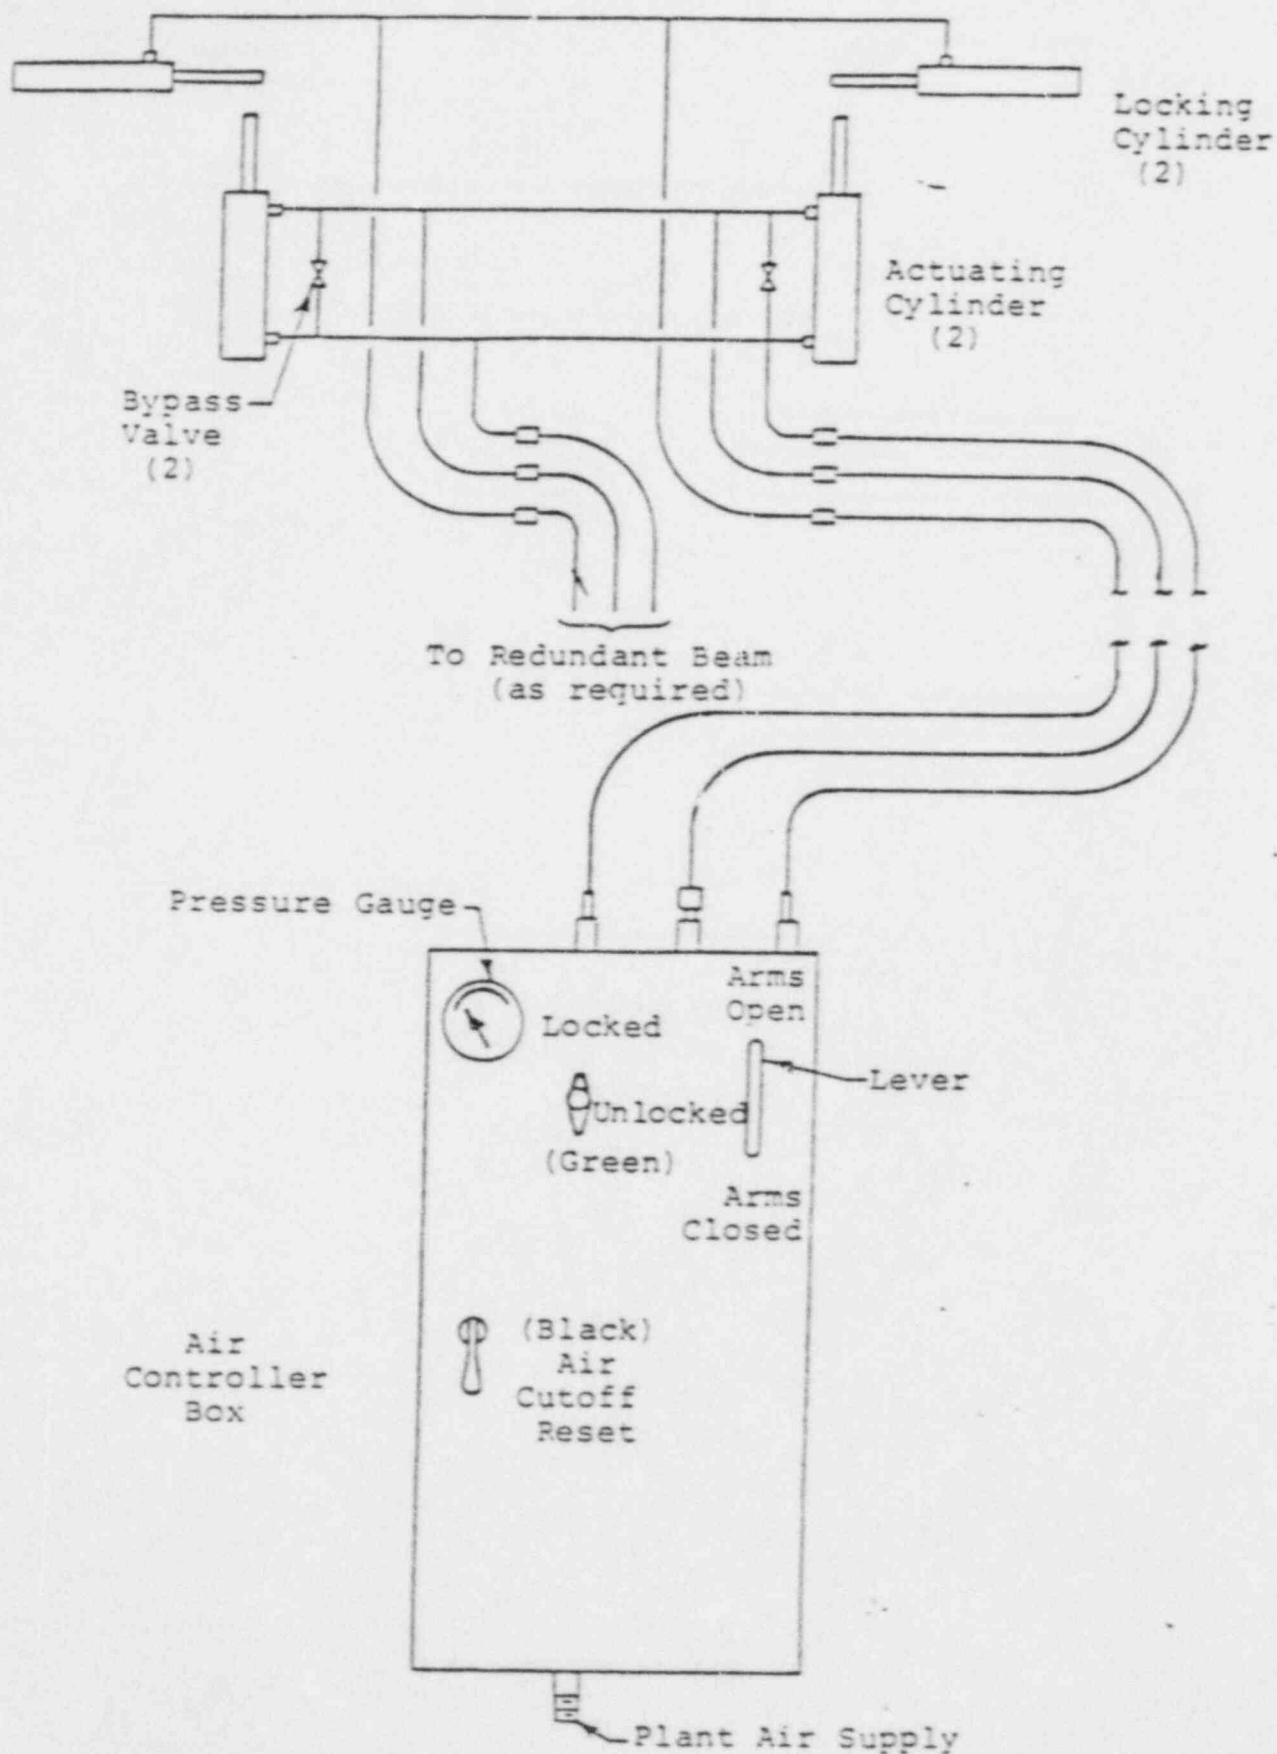 Locking
Cylinder
(2)
Actuating
Cylinder
(2)
Bypass
Valve
(2)
To Redundant Beam
(as required)
Pressure Gauge
Arms
Open
Locked
Lever
Unlocked
(Green)
Arms
Closed
(Black)
Air
Cutoff
Reset
Air
Controller
Box
Plant Air Supply